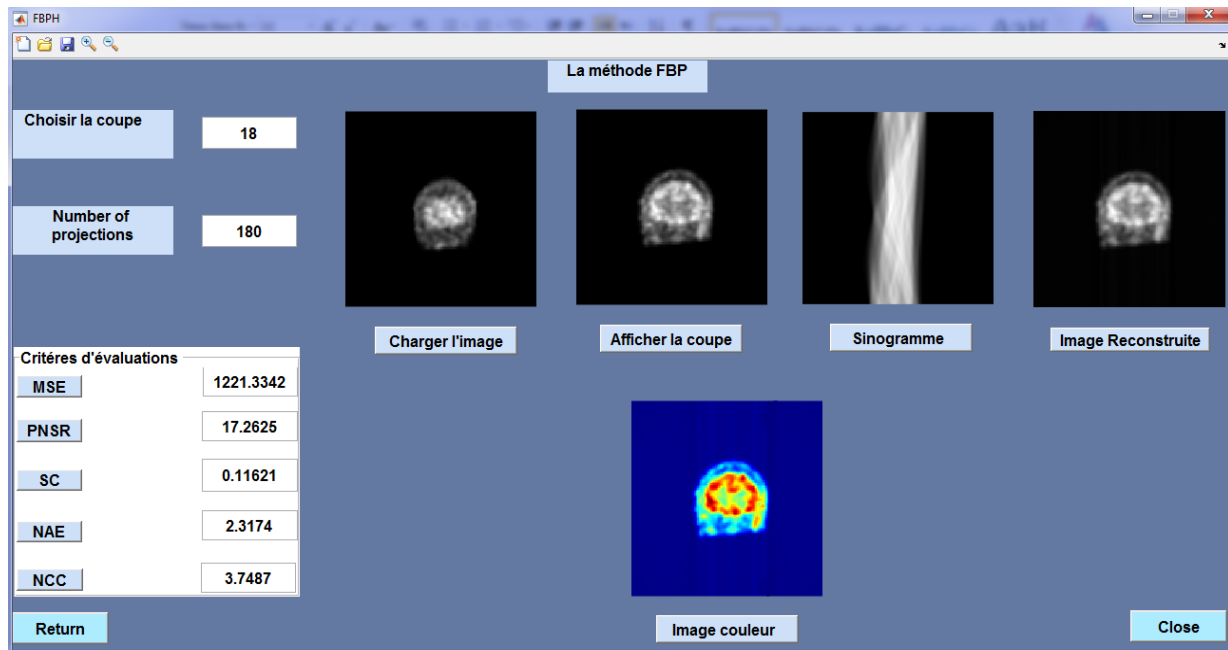 FBPH
La méthode FBP
Choisir la coupe
18
Number of
projections
180
Charger l'image
Afficher la coupe
Sinogramme
Image Reconstruite
Critéres d'évaluations
MSE
1221.3342
PNSR
17.2625
SC
0.11621
NAE
2.3174
NCC
3.7487
Image couleur
Return
Close